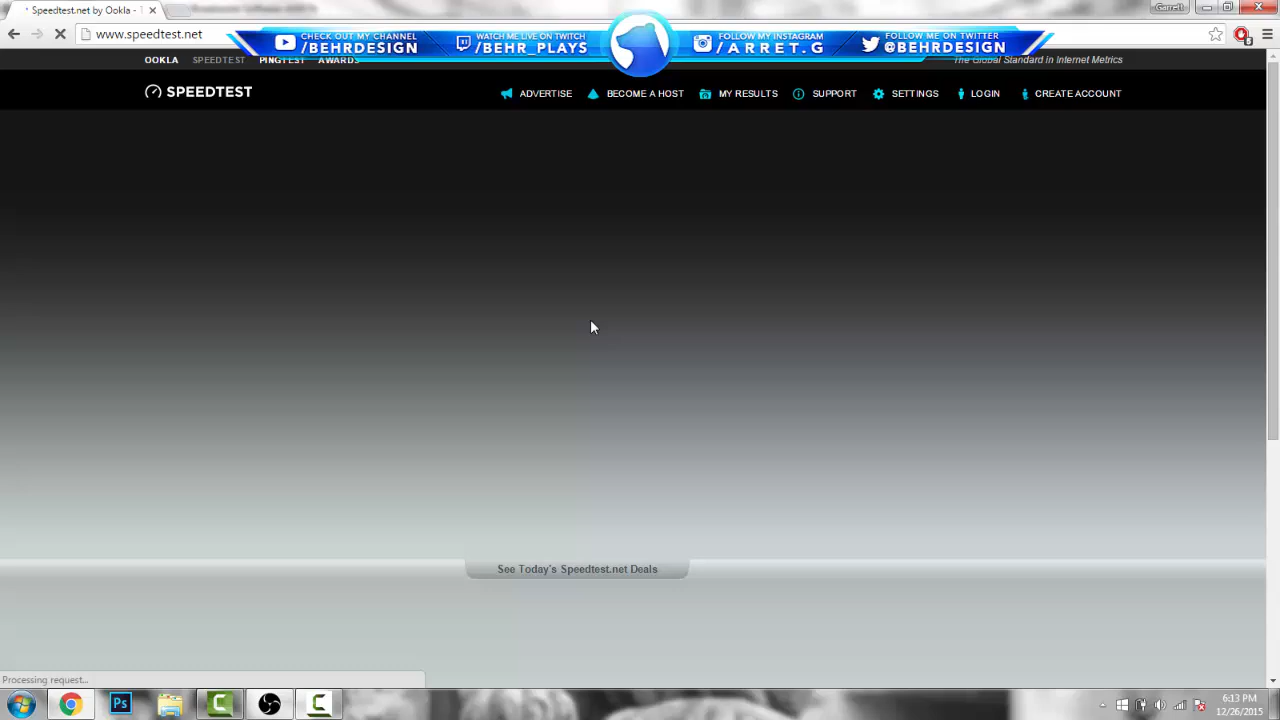 Speedtest.net by Ookla - 1
Garrett
www.speedtest.net
CHECK OUT MY CHANNEL
/BEHRDESIGN
WATCH ME LIVE ON TWITCH
/BEHR_PLAYS
FOLLOW MY INSTAGRAM
/ARRET.G
FOLLOW ME ON TWITTER
@BEHRDESIGN
OOKLA SPEEDTEST PINGTEST AWARDS
The Global Standard in Internet Metrics
SPEEDTEST
ADVERTISE BECOME A HOST MY RESULTS SUPPORT SETTINGS LOGIN CREATE ACCOUNT
See Today's Speedtest.net Deals
Processing request...
Ps
6:13 PM
12/26/2015